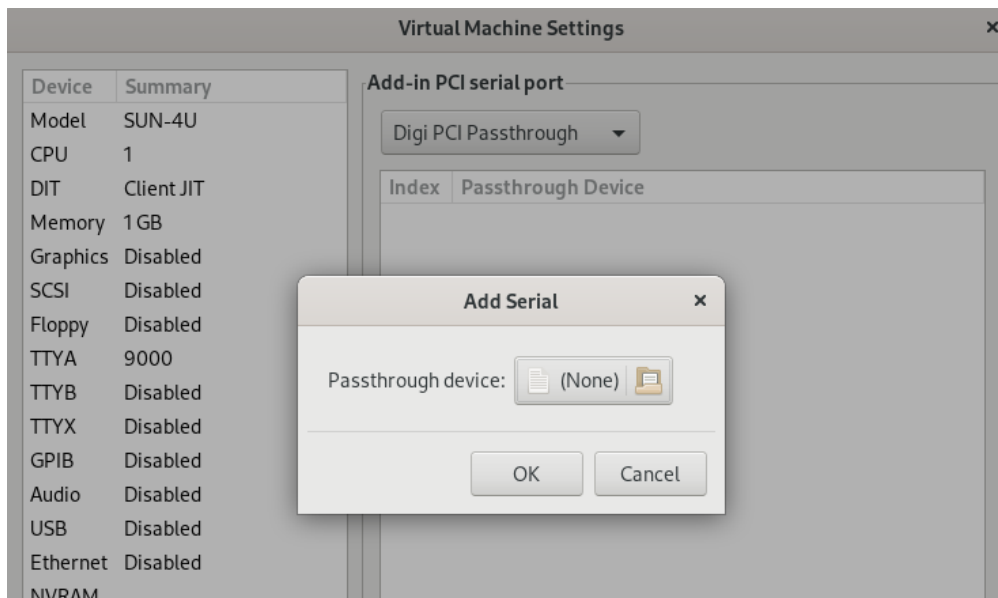 Virtual Machine Settings ×
Device Summary
Model SUN-4U
CPU 1
DIT Client JIT
Memory 1 GB
Graphics Disabled
SCSI Disabled
Floppy Disabled
TTYA 9000
TTYB Disabled
TTYX Disabled
GPIB Disabled
Audio Disabled
USB Disabled
Ethernet Disabled
NVRAM
Add-in PCI serial port
Digi PCI Passthrough
Index Passthrough Device
Add Serial ×
Passthrough device: (None)
OK Cancel